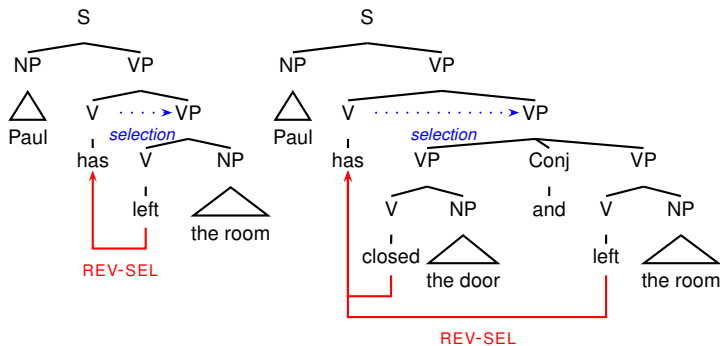 S S
NP VP NP VP
V VP V VP
Paul selection Paul selection
has V NP has VP Conj VP
left V NP and V NP
the room
closed the door left the room
REV-SEL
REV-SEL